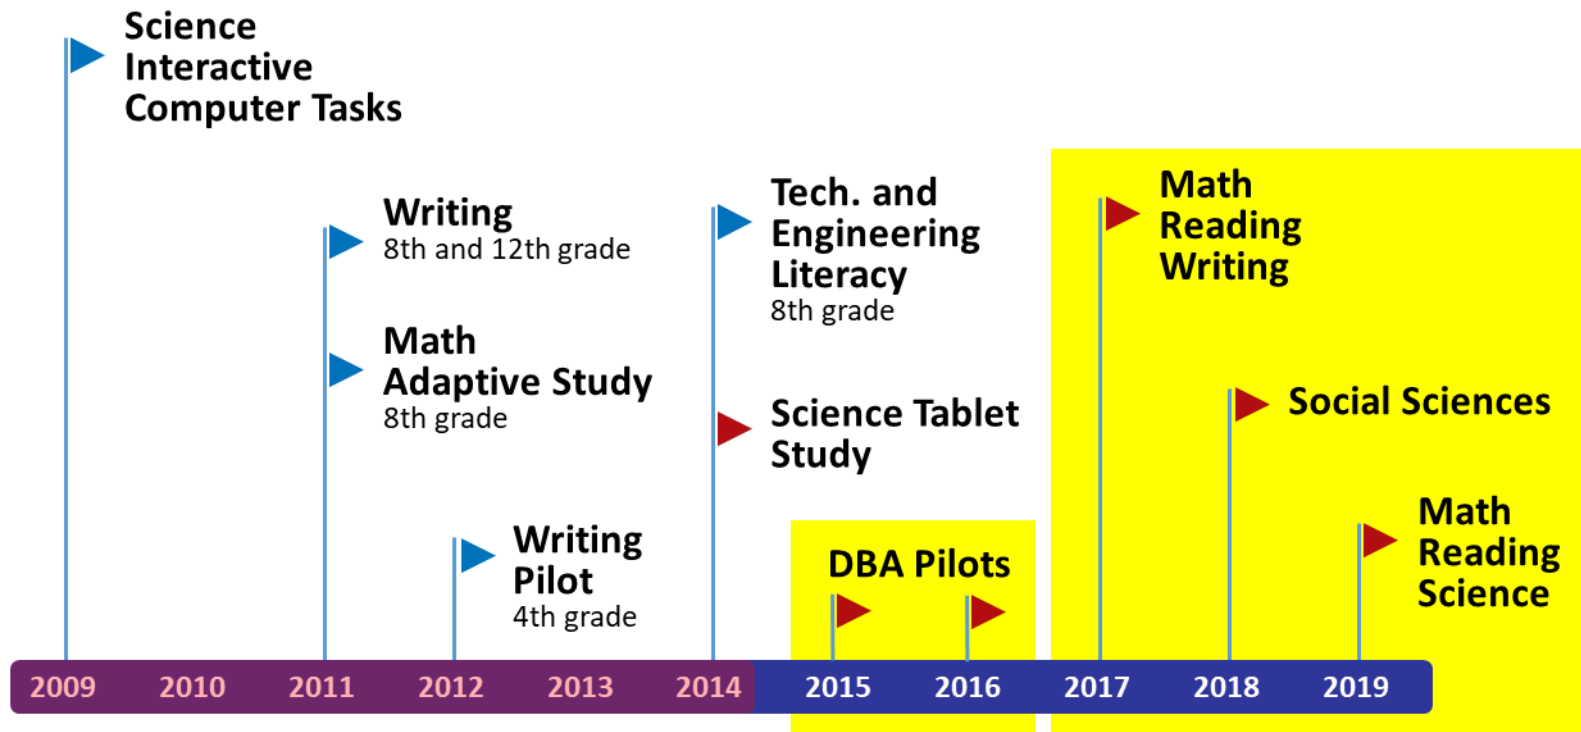 Science
Interactive
Computer Tasks
Writing
8th and 12th grade
Math
Adaptive Study
8th grade
Writing
Pilot
4th grade
Tech. and
Engineering
Literacy
8th grade
Science Tablet
Study
DBA Pilots
Math
Reading
Writing
Social Sciences
Math
Reading
Science
2009 2010 2011 2012 2013 2014 2015 2016 2017 2018 2019